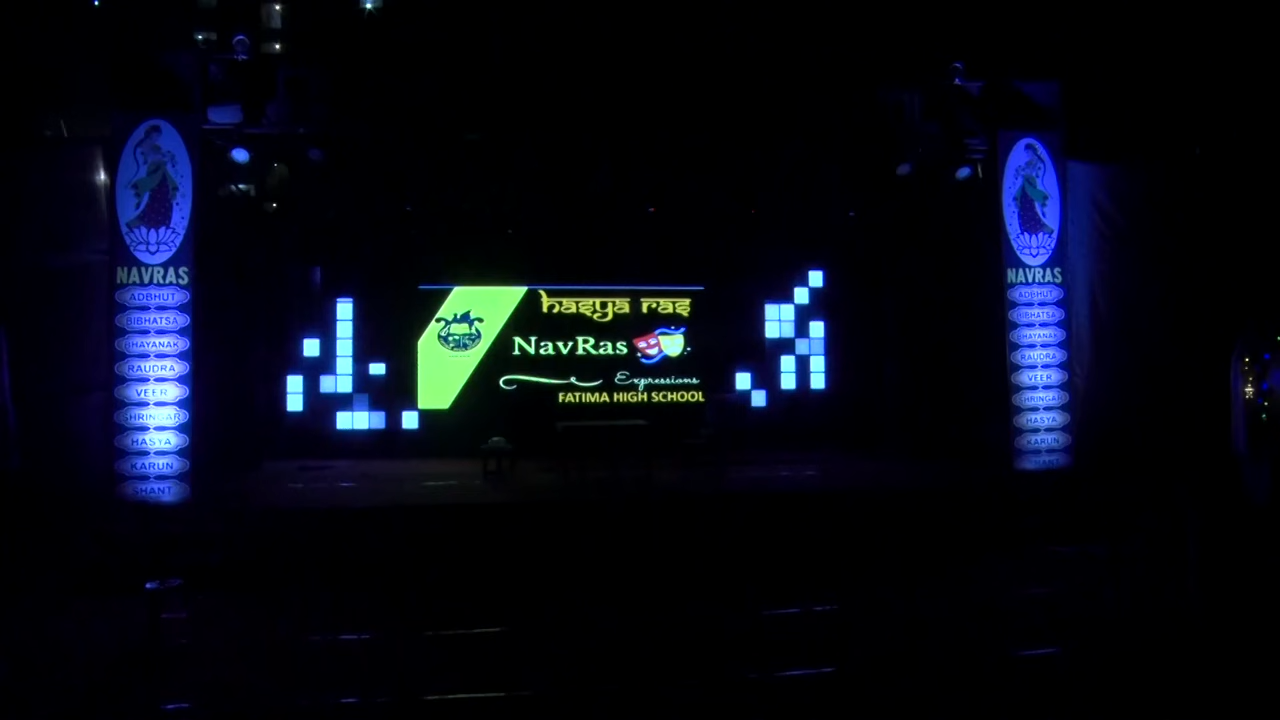 NAVRAS
ADBHUT
BIBHATSA
BHAYANAK
RAUDRA
VEER
SHRINGAR
HASYA
KARUN
SHANT
hasya ras
NavRas
Expressions
FATIMA HIGH SCHOOL
NAVRAS
ADBHUT
BIBHATSA
BHAYANAK
RAUDRA
VEER
SHRINGAR
HASYA
KARUN
SHANT